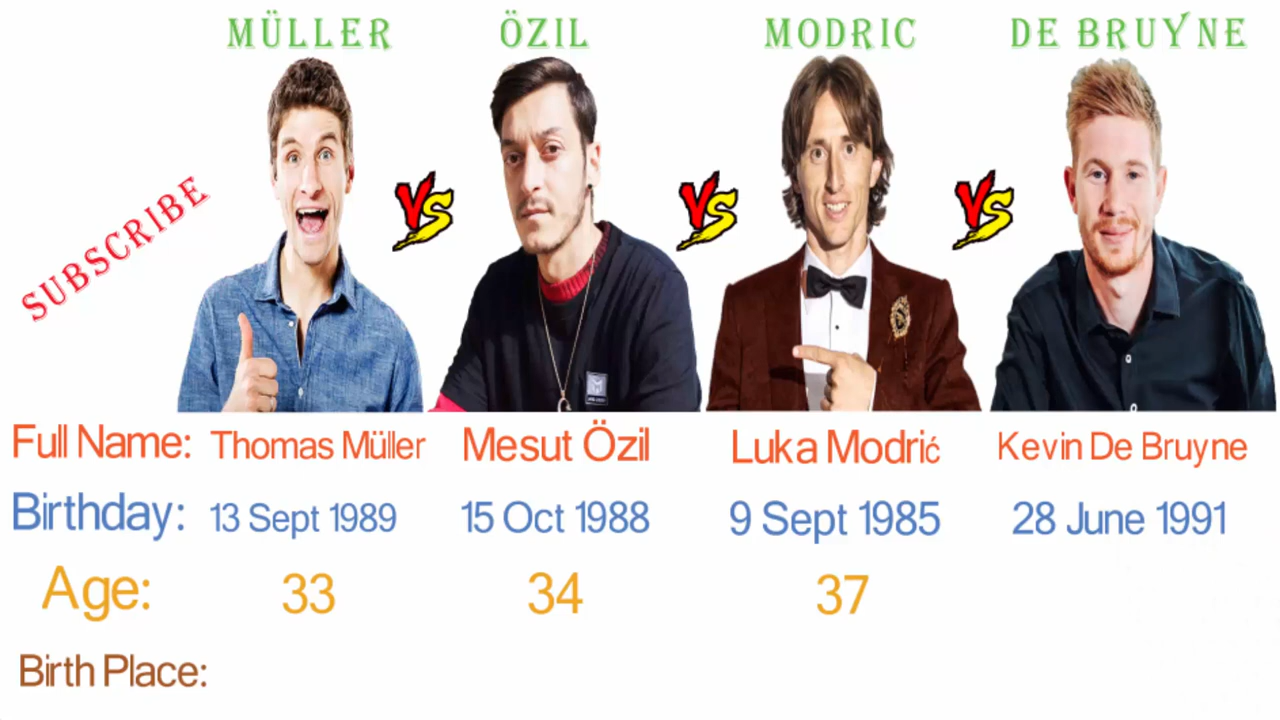 MÜLLER ÖZIL MODRIC DE BRUYNE
SUBSCRIBE
VS VS VS
Full Name: Thomas Müller Mesut Özil Luka Modrić Kevin De Bruyne
Birthday: 13 Sept 1989 15 Oct 1988 9 Sept 1985 28 June 1991
Age: 33 34 37
Birth Place: